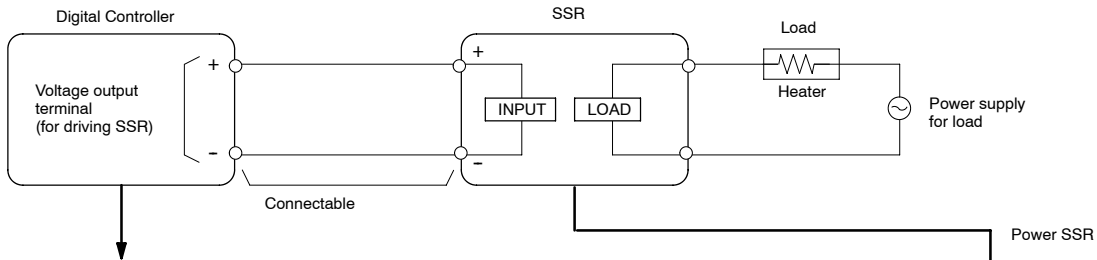 Digital Controller
SSR
Load
+
+
Voltage output
terminal
(for driving SSR)
INPUT
LOAD
Heater
Power supply
for load
-
-
Connectable
Power SSR